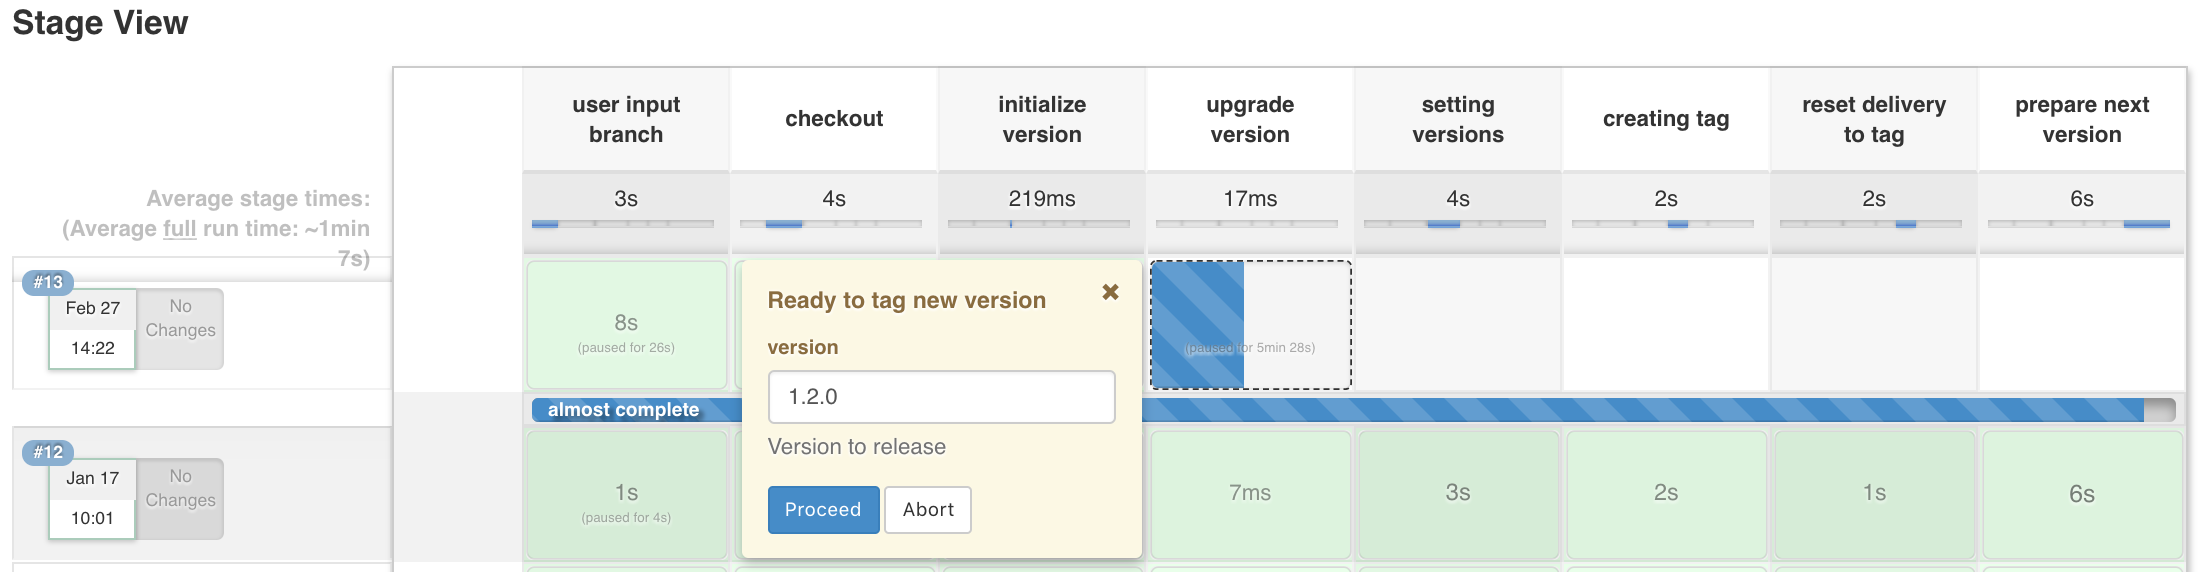 Stage View
user input
branch
checkout
initialize
version
upgrade
version
setting
versions
creating tag
reset delivery
to tag
prepare next
version
Average stage times:
(Average full run time: ~1min
7s)
3s
4s
219ms
17ms
4s
2s
2s
6s
#13
Feb 27
14:22
No
Changes
8s
(paused for 26s)
Ready to tag new version
version
1.2.0
Version to release
Proceed
Abort
(paused for 5min 28s)
almost complete
#12
Jan 17
10:01
No
Changes
1s
(paused for 4s)
7ms
3s
2s
1s
6s